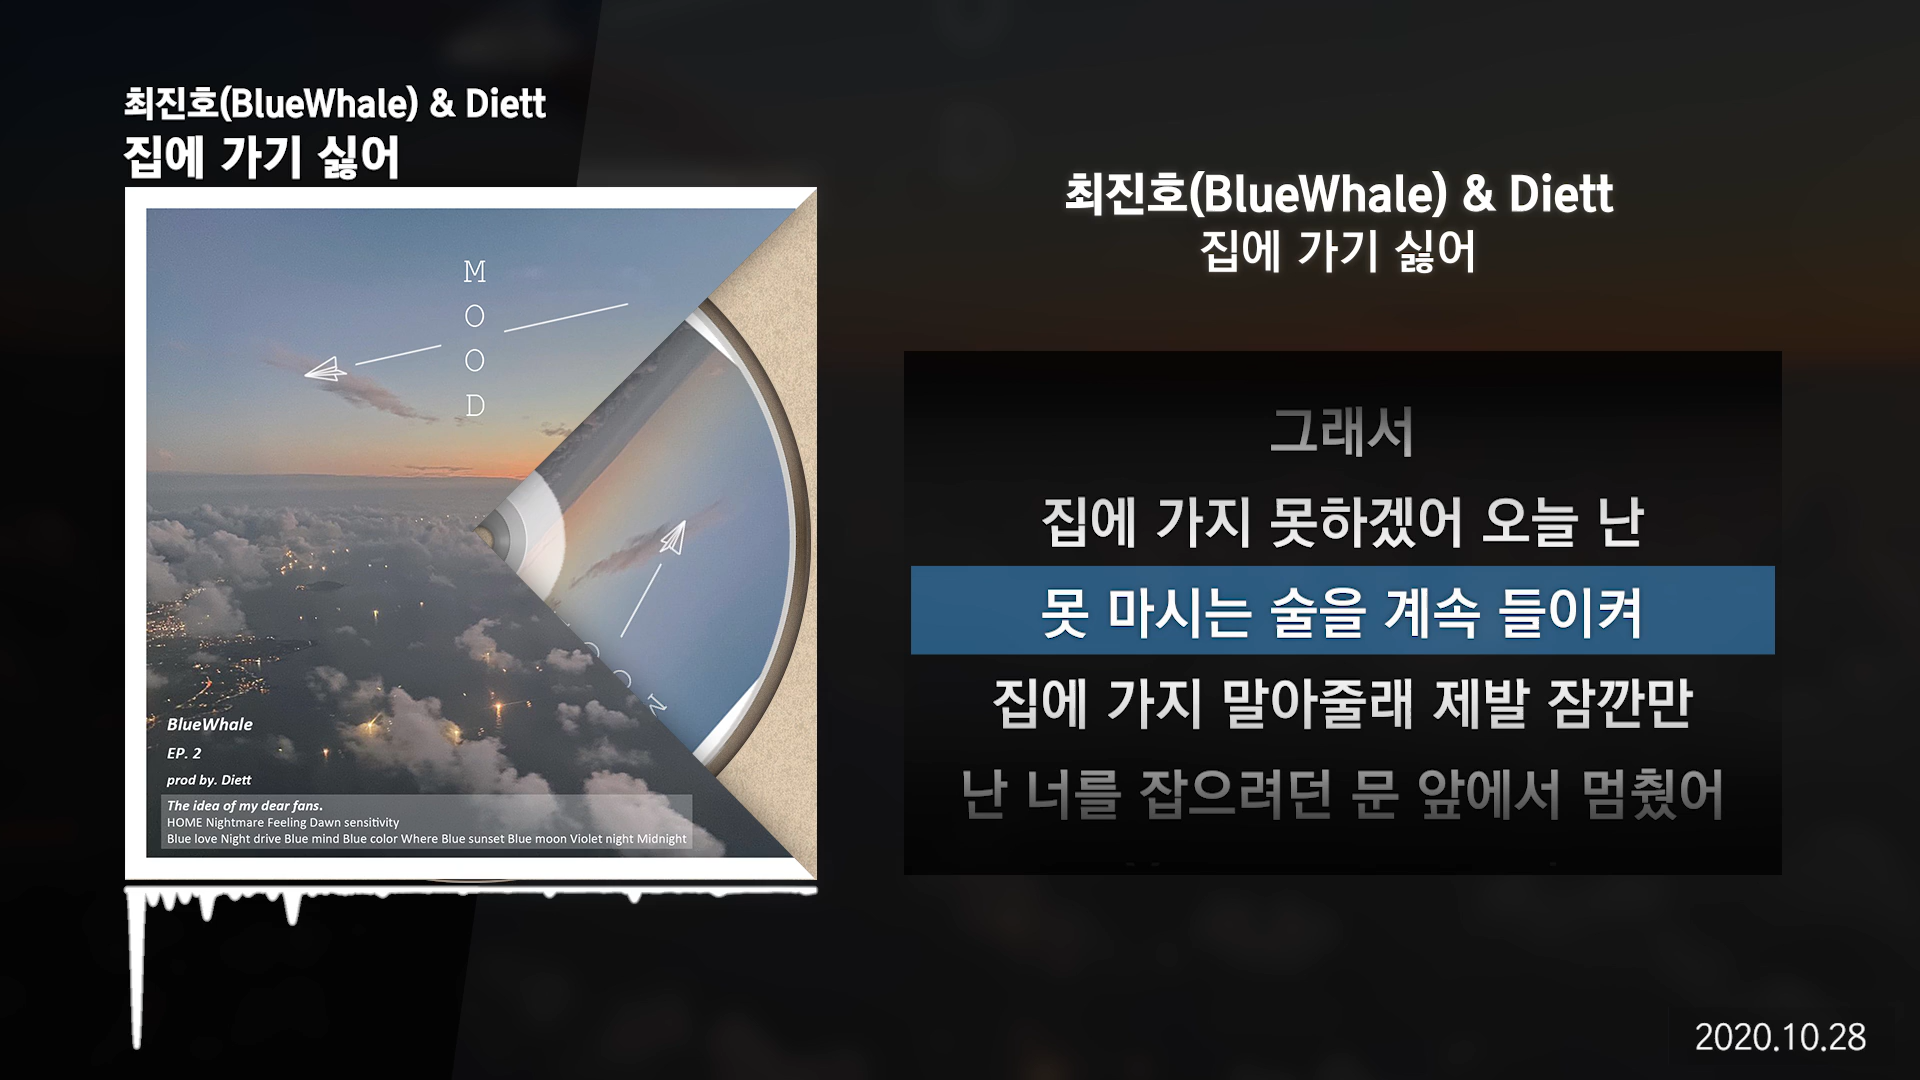 최진호(BlueWhale) & Diett
집에 가기 싫어
M
O
O
D
BlueWhale
EP. 2
prod by. Diett
The idea of my dear fans.
HOME Nightmare Feeling Dawn sensitivity
Blue love Night drive Blue mind Blue color Where Blue sunset Blue moon Violet night Midnight
최진호(BlueWhale) & Diett
집에 가기 싫어
그래서
집에 가지 못하겠어 오늘 난
못 마시는 술을 계속 들이켜
집에 가지 말아줄래 제발 잠깐만
난 너를 잡으려던 문 앞에서 멈췄어
2020.10.28